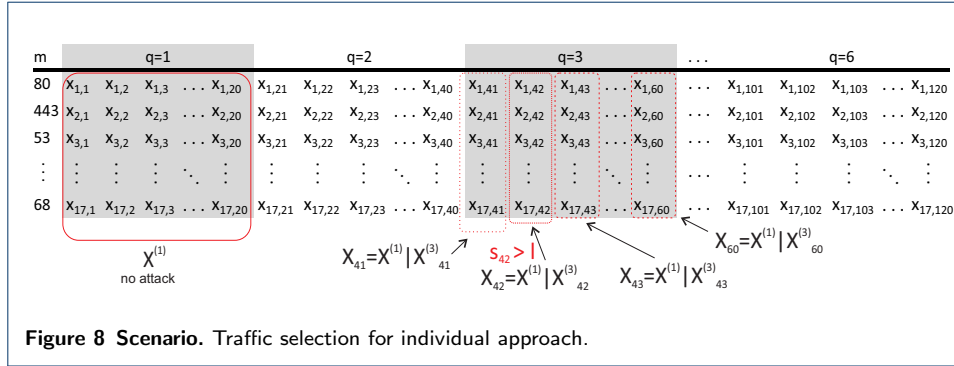 m q=1 q=2 q=3 ... q=6
80 x1,1 x1,2 x1,3 ... x1,20 x1,21 x1,22 x1,23 ... x1,40 x1,41 x1,42 x1,43 ... x1,60 ... x1,101 x1,102 x1,103 ... x1,120
443 x2,1 x2,2 x2,3 ... x2,20 x2,21 x2,22 x2,23 ... x2,40 x2,41 x2,42 x2,43 ... x2,60 ... x2,101 x2,102 x2,103 ... x2,120
53 x3,1 x3,2 x3,3 ... x3,20 x3,21 x3,22 x3,23 ... x3,40 x3,41 x3,42 x3,43 ... x3,60 ... x3,101 x3,102 x3,103 ... x3,120
⋮ ⋮ ⋮ ⋮ ⋱ ⋮ ⋮ ⋮ ⋮ ⋱ ⋮ ⋮ ⋮ ⋮ ⋱ ⋮ ... ⋮ ⋮ ⋮ ⋱ ⋮
68 x17,1 x17,2 x17,3 ... x17,20 x17,21 x17,22 x17,23 ... x17,40 x17,41 x17,42 x17,43 ... x17,60 ... x17,101 x17,102 x17,103 ... x17,120
X(1)
no attack
X41=X(1)|X(3)41
s42 > l
X42=X(1)|X(3)42
X43=X(1)|X(3)43
X60=X(1)|X(3)60
Figure 8 Scenario. Traffic selection for individual approach.